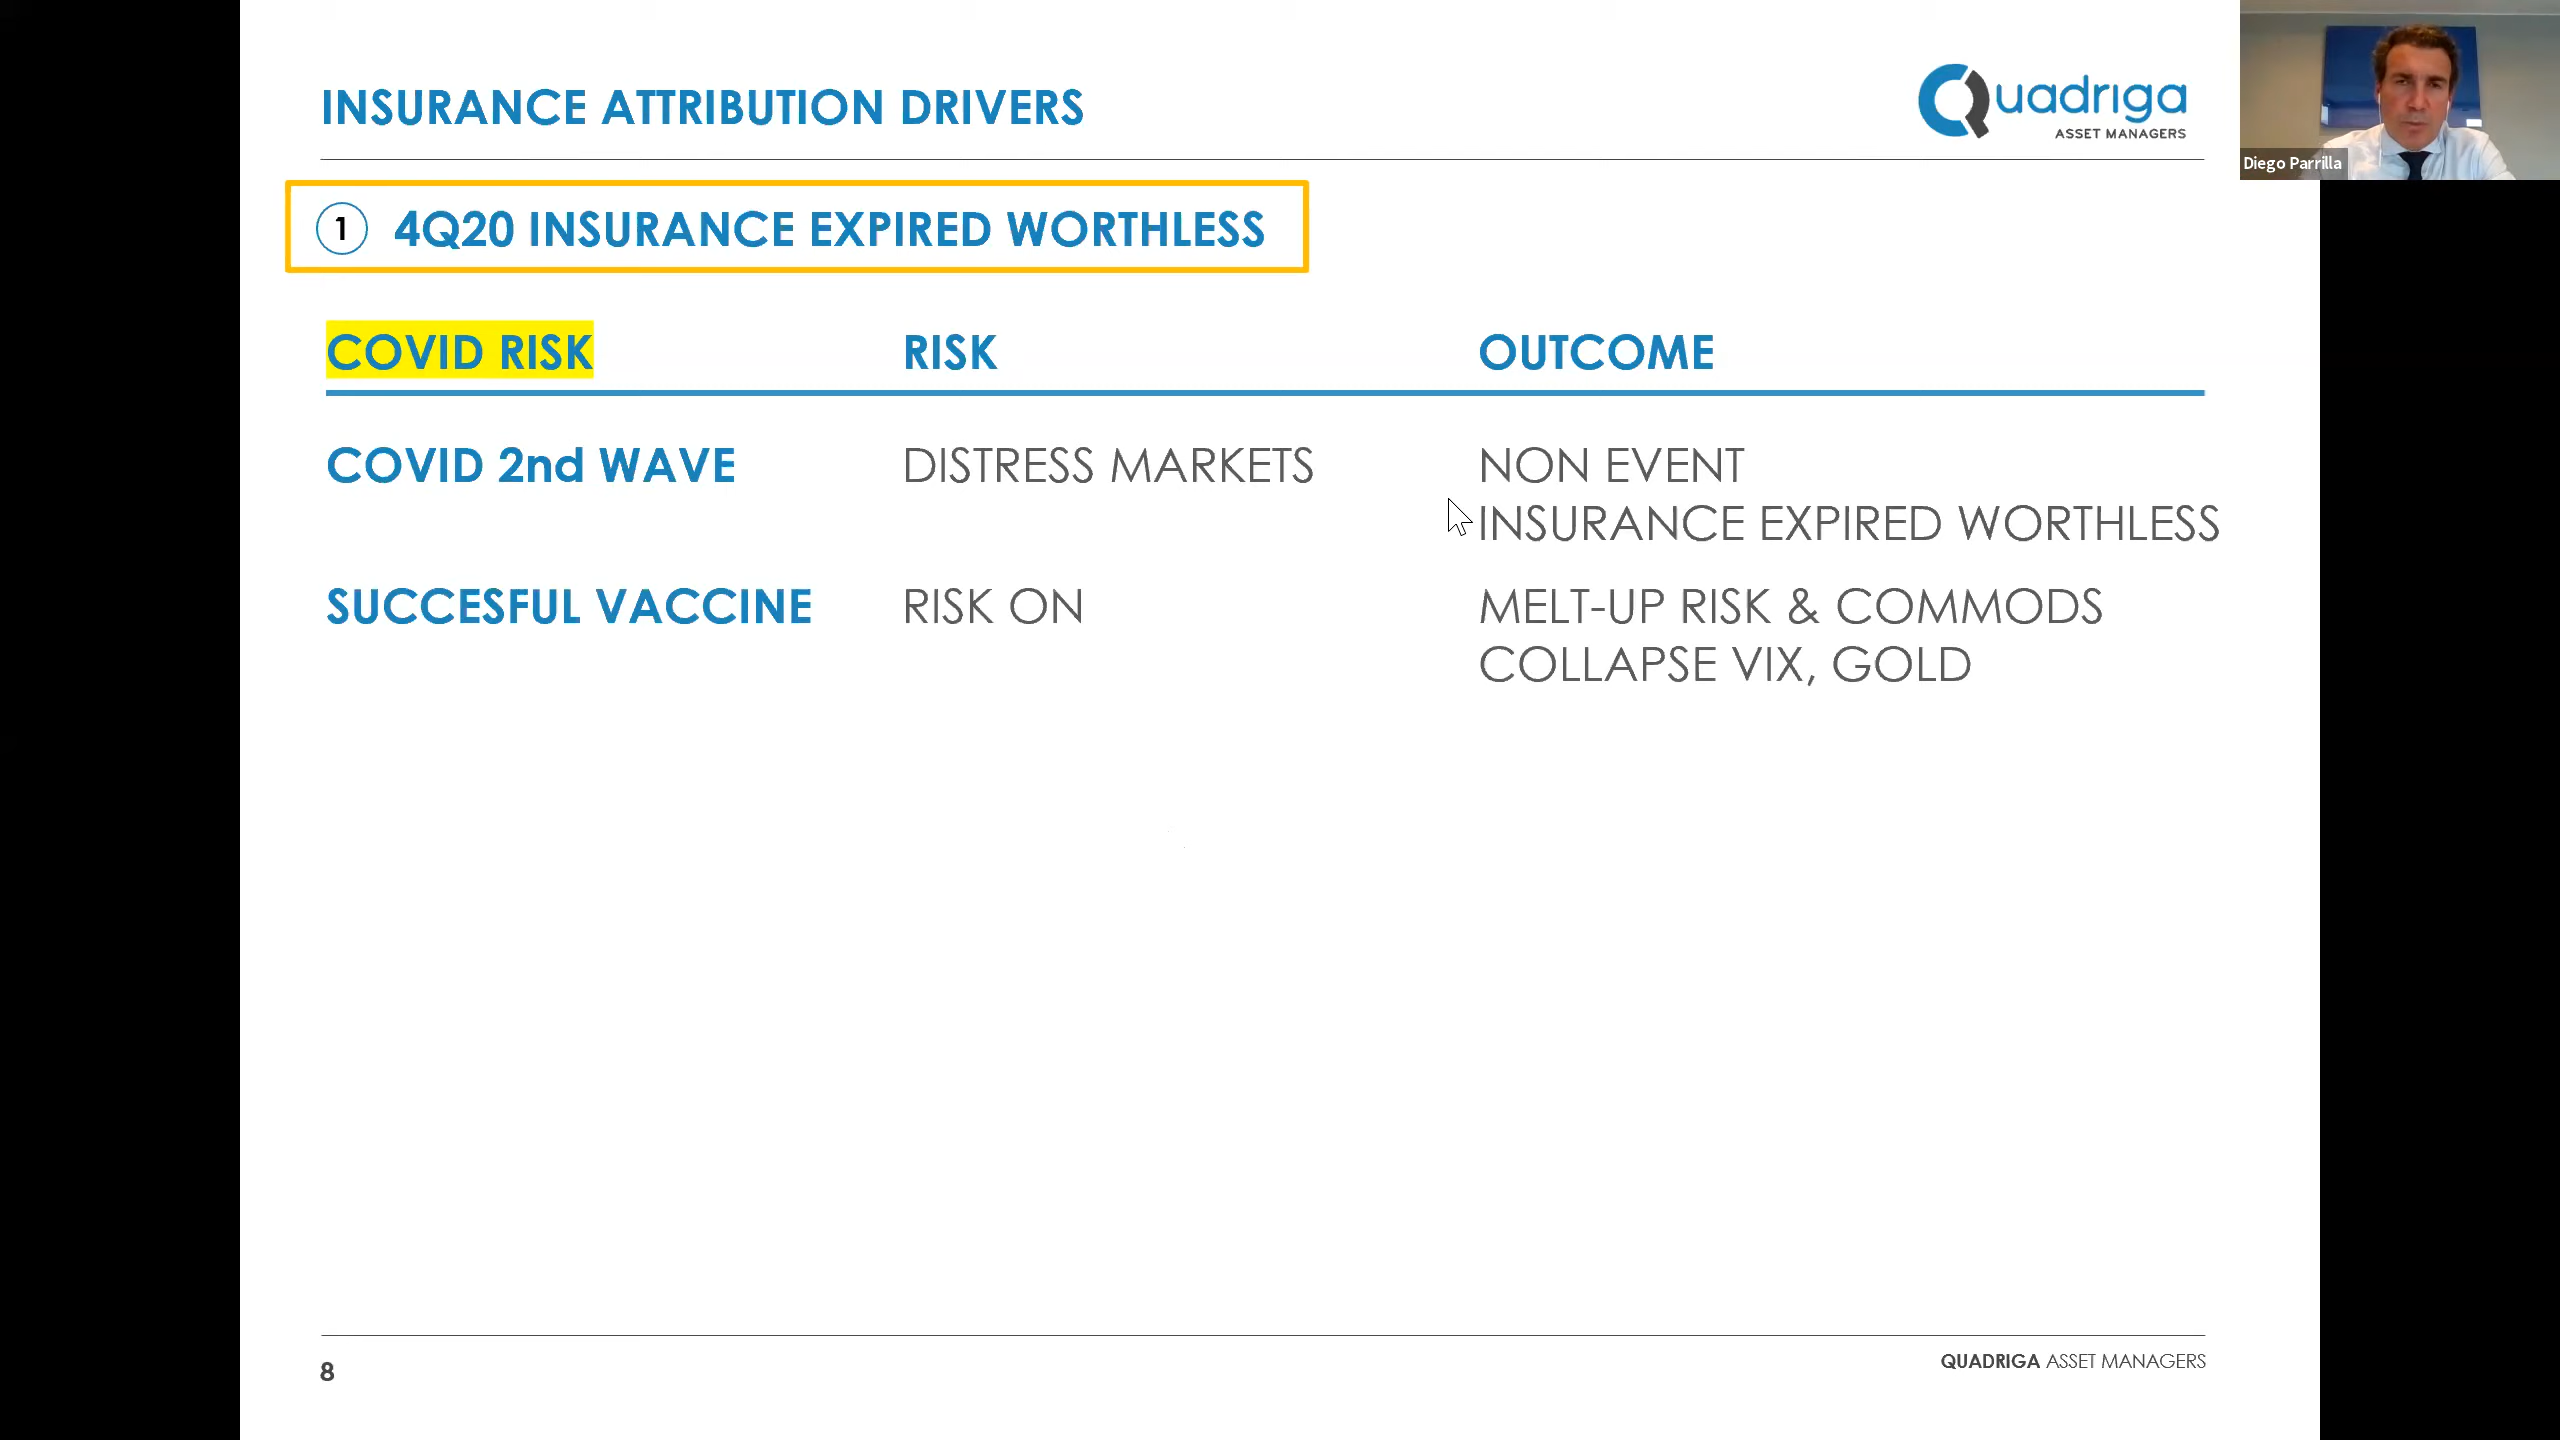 INSURANCE ATTRIBUTION DRIVERS
Quadriga
ASSET MANAGERS
Diego Parrilla
1 4Q20 INSURANCE EXPIRED WORTHLESS
COVID RISK RISK OUTCOME
COVID 2nd WAVE DISTRESS MARKETS NON EVENT
INSURANCE EXPIRED WORTHLESS
SUCCESFUL VACCINE RISK ON MELT-UP RISK & COMMODS
COLLAPSE VIX, GOLD
8 QUADRIGA ASSET MANAGERS